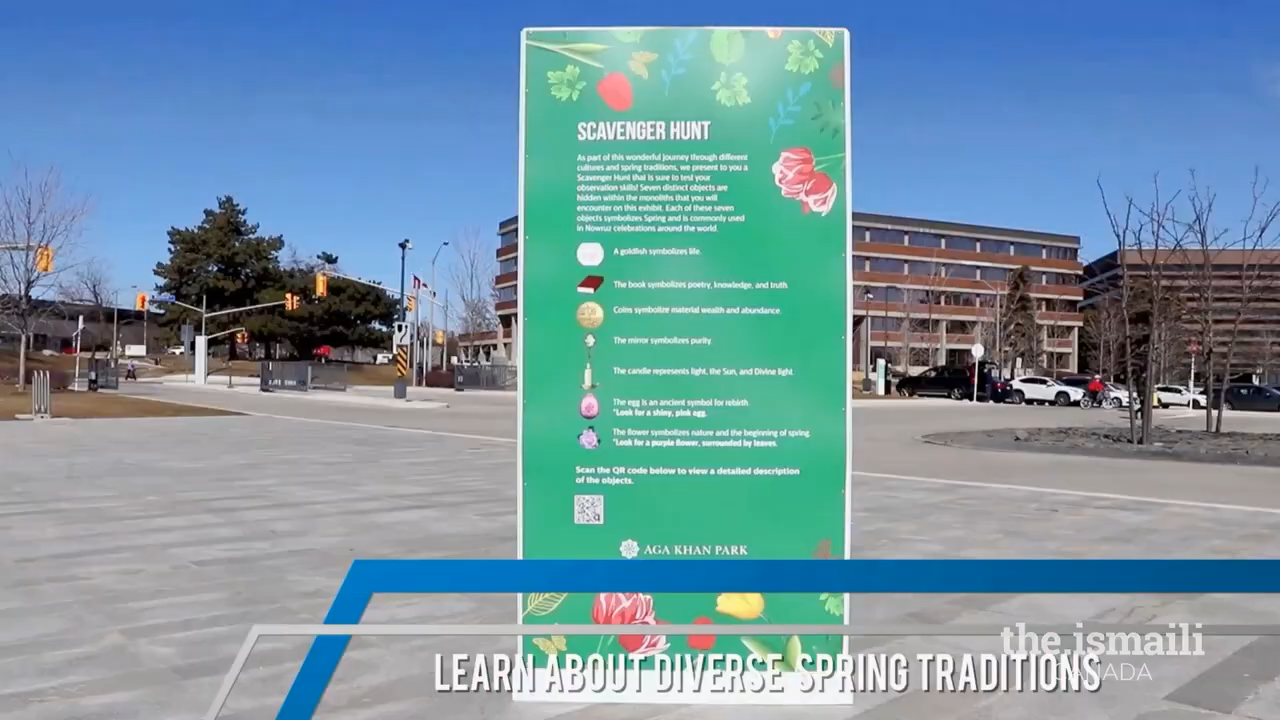 SCAVENGER HUNT
As part of this wonderful journey through different
cultures and spring traditions, we present to you a
Scavenger Hunt that is sure to test your
observation skills! Seven distinct objects are
hidden within the monoliths that you will
encounter on this exhibit. Each of these seven
objects symbolizes Spring and is commonly used
in Nowruz celebrations around the world.
A goldfish symbolizes life.
The book symbolizes poetry, knowledge, and truth.
Coins symbolize material wealth and abundance.
The mirror symbolizes purity.
The candle represents light, the Sun, and Divine light.
The egg is an ancient symbol for rebirth.
*Look for a shiny, pink egg.
The flower symbolizes nature and the beginning of spring.
*Look for a purple flower, surrounded by leaves.
Scan the QR code below to view a detailed description
of the objects.
AGA KHAN PARK
the ismaili
CANADA
LEARN ABOUT DIVERSE SPRING TRADITIONS